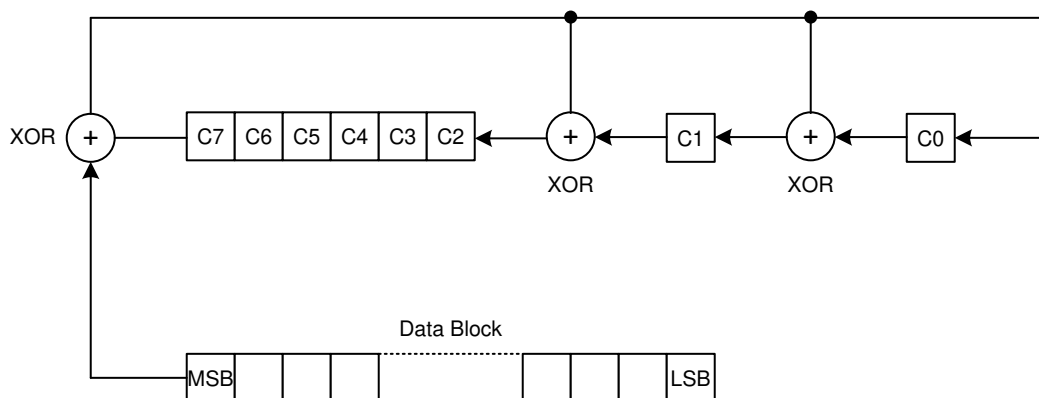 XOR + C7 C6 C5 C4 C3 C2 + C1 + C0
XOR XOR
Data Block
MSB LSB